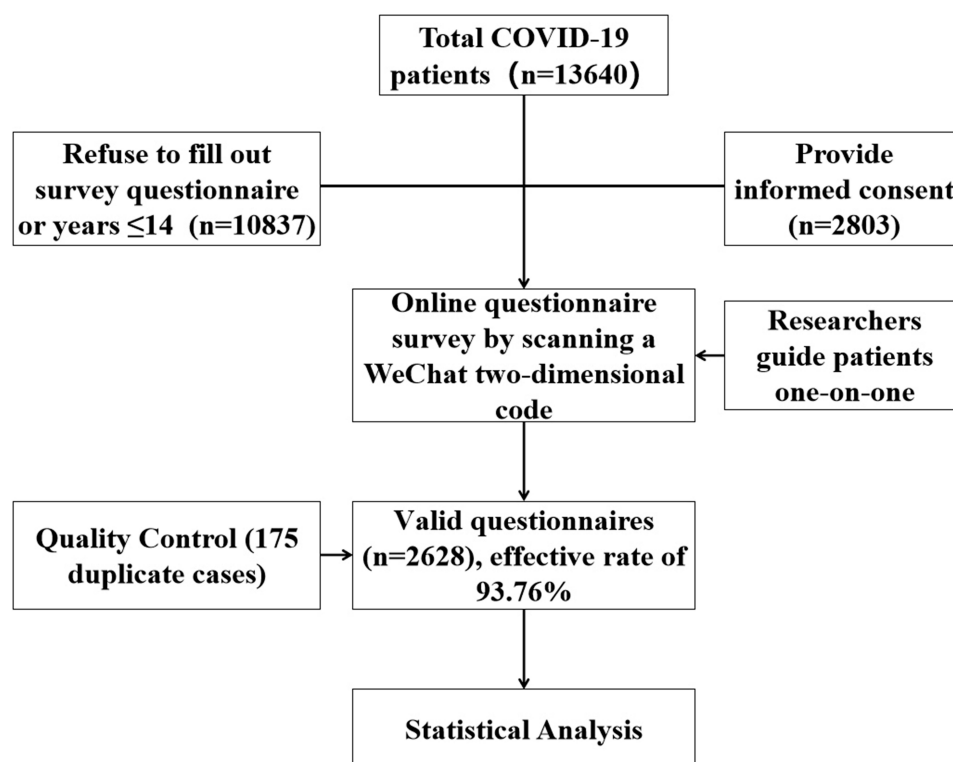 Total COVID-19
patients (n=13640)
Refuse to fill out
survey questionnaire
or years ≤14 (n=10837)
Provide
informed consent
(n=2803)
Online questionnaire
survey by scanning a
WeChat two-dimensional
code
Researchers
guide patients
one-on-one
Quality Control (175
duplicate cases)
Valid questionnaires
(n=2628), effective rate of
93.76%
Statistical Analysis